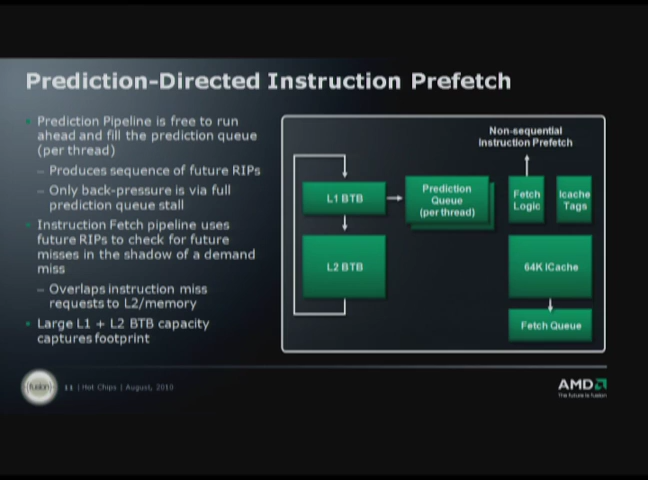 Prediction-Directed Instruction Prefetch
Prediction Pipeline is free to run
ahead and fill the prediction queue
(per thread)
– Produces sequence of future RIPs
– Only back-pressure is via full
prediction queue stall
Instruction Fetch pipeline uses
future RIPs to check for future
misses in the shadow of a demand
miss
– Overlaps instruction miss
requests to L2/memory
Large L1 + L2 BTB capacity
captures footprint
Non-sequential
Instruction Prefetch
L1 BTB
Prediction
Queue
(per thread)
Fetch
Logic
Icache
Tags
L2 BTB
64K ICache
Fetch Queue
fusion
11 | Hot Chips | August, 2010
AMD
The future is fusion